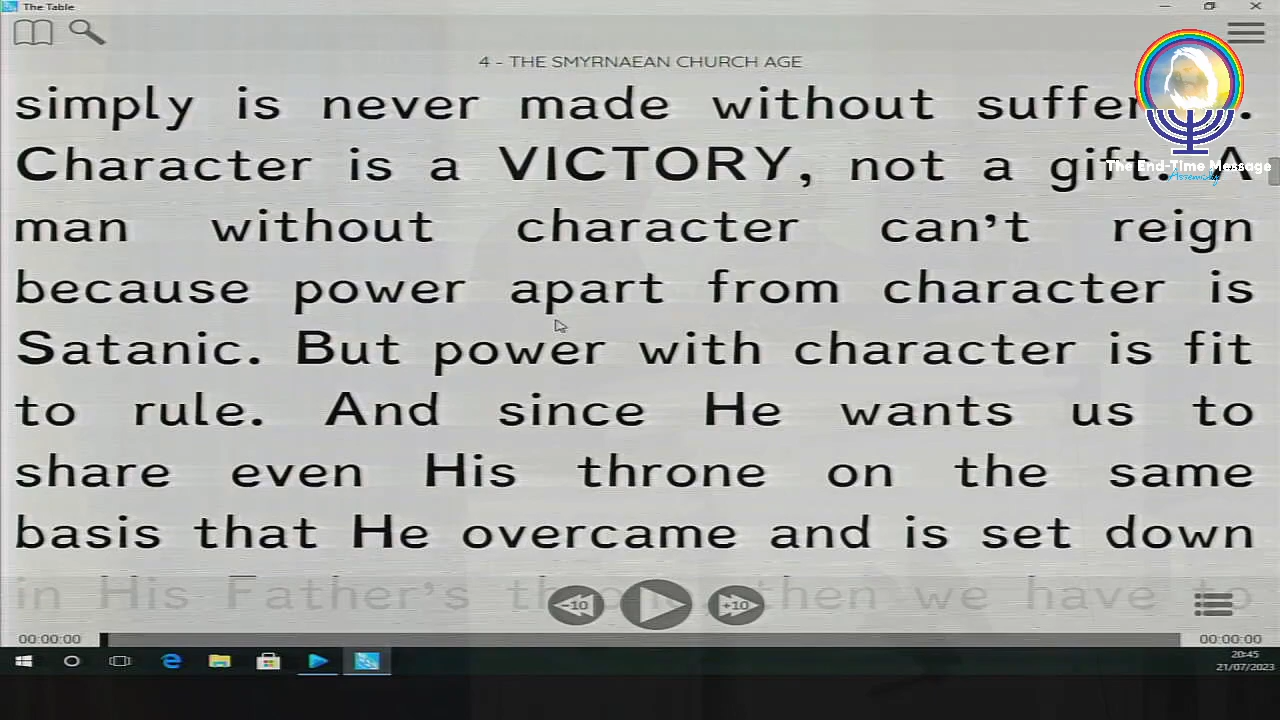 The Table
4 - THE SMYRNAEAN CHURCH AGE
simply is never made without
Character is a VICTORY, not a gift. A
man without character can't reign
because power apart from character is
Satanic. But power with character is fit
to rule. And since He wants us to
share even His throne on the same
basis that He overcame and is set down
in His Father's throne, then we have to
The End-Time Message
Assembly
-10
+10
00:00:00
00:00:00
20:45
21/07/2023